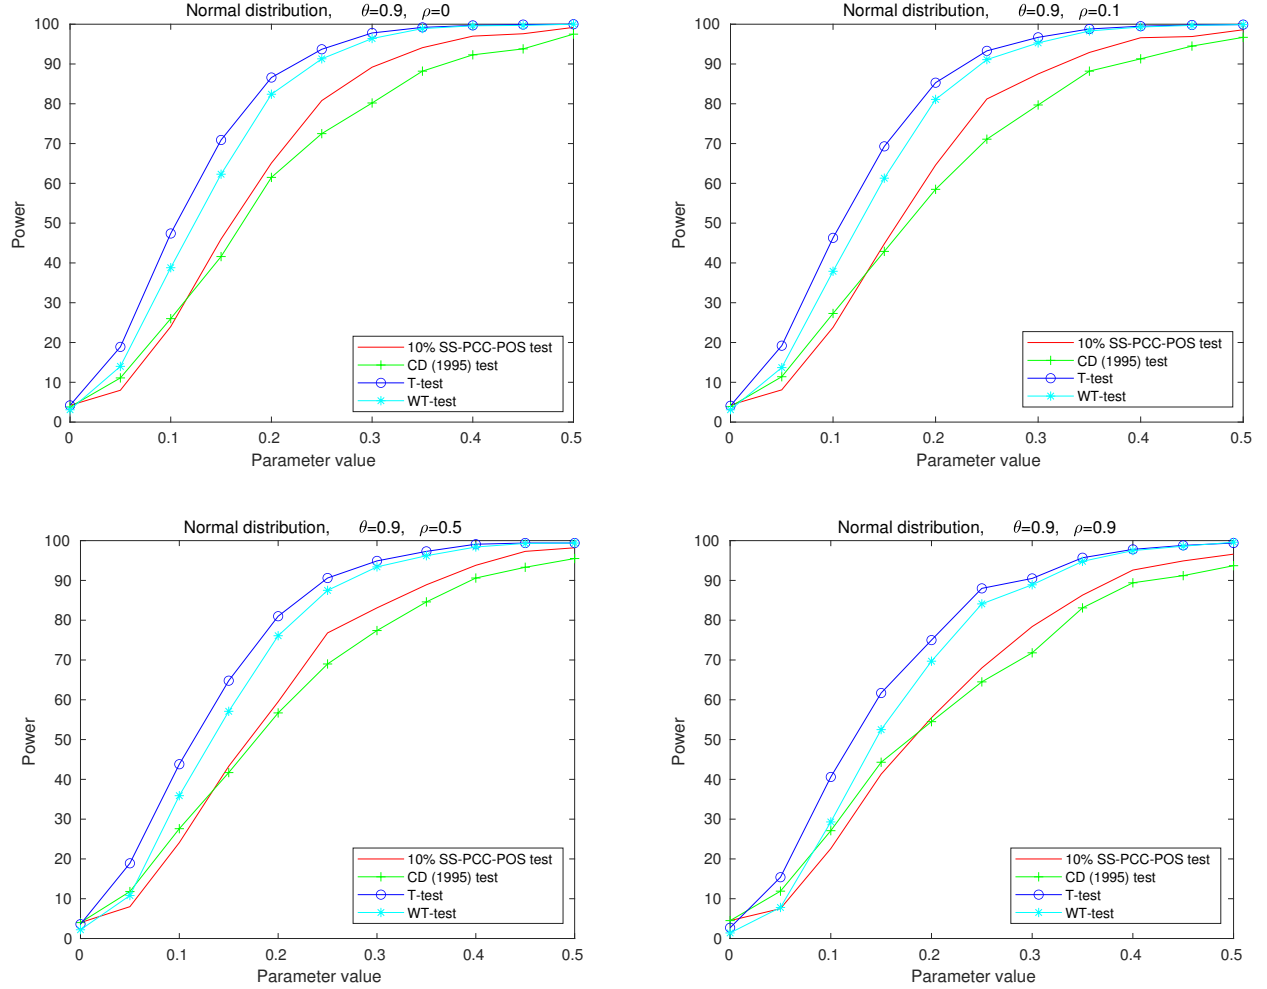 Normal distribution, θ=0.9, ρ=0
100
90
80
70
60
50
40
30
20
10
0
Power
0 0.1 0.2 0.3 0.4 0.5
Parameter value
10% SS-PCC-POS test
CD (1995) test
T-test
WT-test
Normal distribution, θ=0.9, ρ=0.1
100
90
80
70
60
50
40
30
20
10
0
Power
0 0.1 0.2 0.3 0.4 0.5
Parameter value
10% SS-PCC-POS test
CD (1995) test
T-test
WT-test
Normal distribution, θ=0.9, ρ=0.5
100
90
80
70
60
50
40
30
20
10
0
Power
0 0.1 0.2 0.3 0.4 0.5
Parameter value
10% SS-PCC-POS test
CD (1995) test
T-test
WT-test
Normal distribution, θ=0.9, ρ=0.9
100
90
80
70
60
50
40
30
20
10
0
Power
0 0.1 0.2 0.3 0.4 0.5
Parameter value
10% SS-PCC-POS test
CD (1995) test
T-test
WT-test